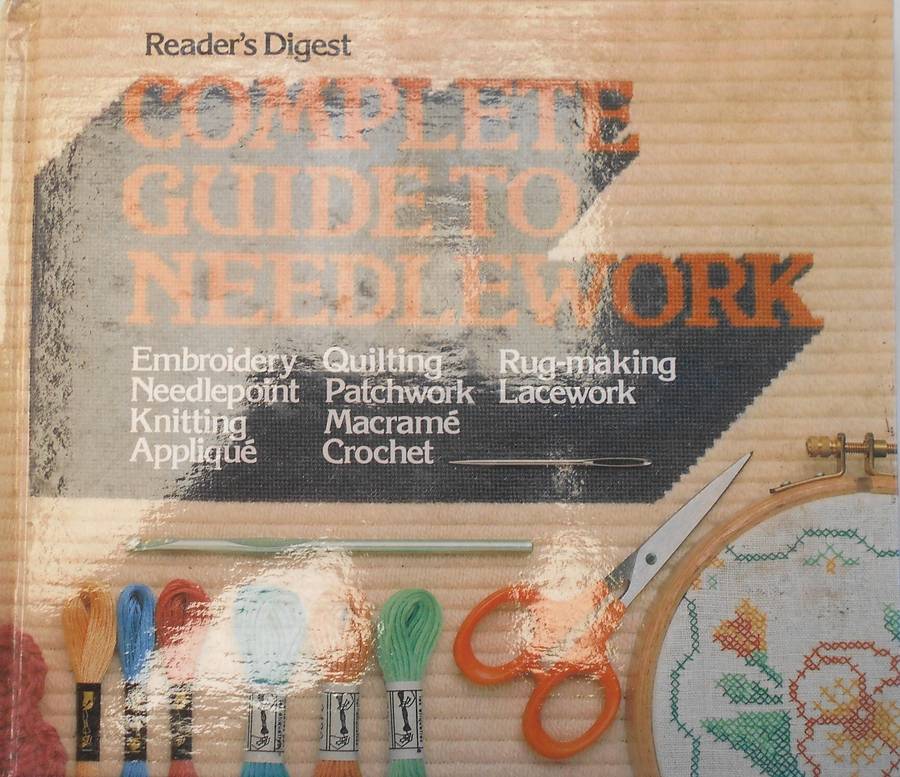 Reader's Digest
COMPLETE
GUIDE TO
NEEDLEWORK
Embroidery Quilting Rug-making
Needlepoint Patchwork Lacework
Knitting Macramé
Appliqué Crochet